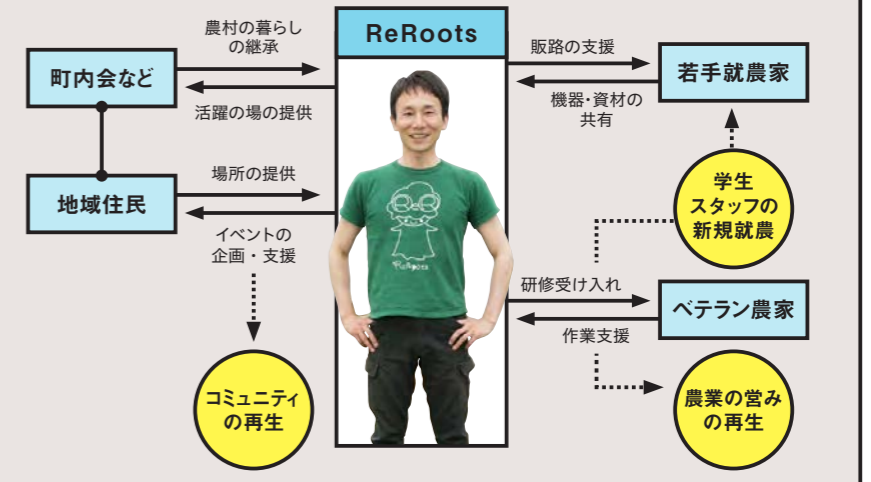 ReRoots
農村の暮らし
の継承
町内会など
活躍の場の提供
場所の提供
地域住民
イベントの
企画・支援
コミュニティ
の再生
ReRoots
販路の支援
若手就農家
機器・資材の
共有
学生
スタッフの
新規就農
研修受け入れ
ベテラン農家
作業支援
農業の営み
の再生